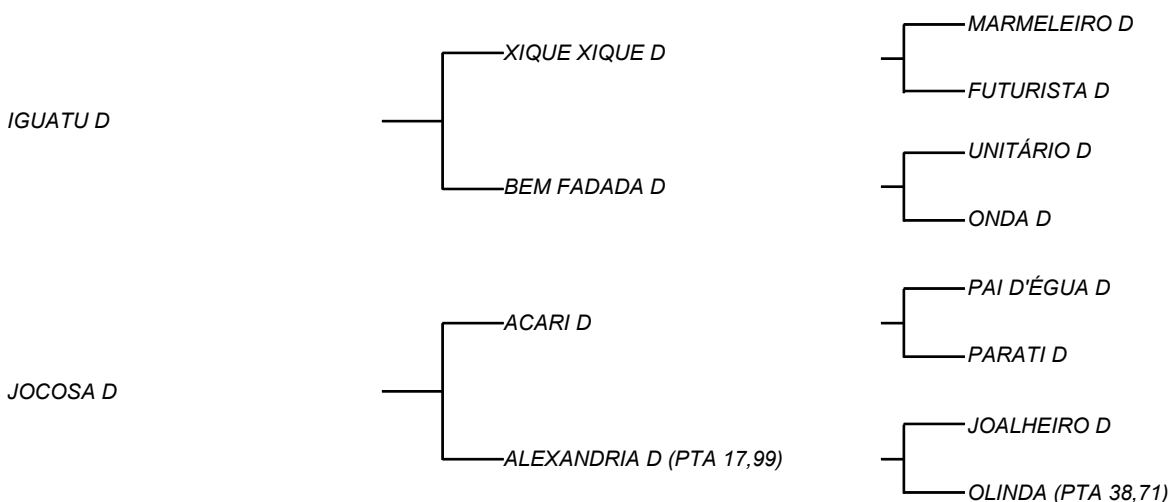 MARMELEIRO D
XIQUE XIQUE D
FUTURISTA D
IGUATU D
UNITÁRIO D
BEM FADADA D
ONDA D
PAI D'ÉGUA D
ACARI D
PARATI D
JOCOSA D
JOALHEIRO D
ALEXANDRIA D (PTA 17,99)
OLINDA (PTA 38,71)